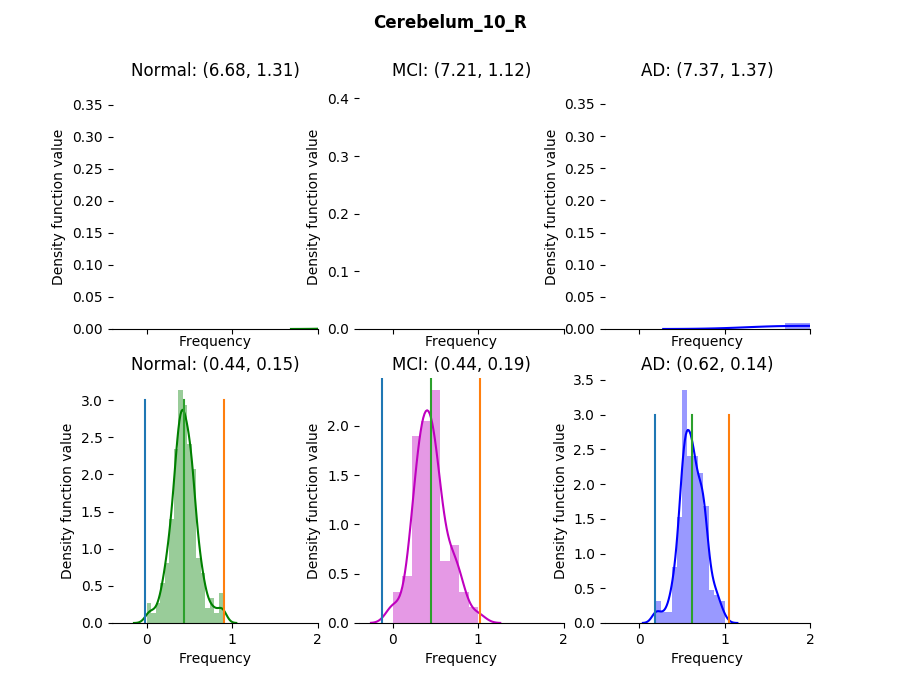 Cerebelum_10_R
Normal: (6.68, 1.31)
Density function value
0.35
0.30
0.25
0.20
0.15
0.10
0.05
0.00
Frequency
MCI: (7.21, 1.12)
Density function value
0.4
0.3
0.2
0.1
0.0
Frequency
AD: (7.37, 1.37)
Density function value
0.35
0.30
0.25
0.20
0.15
0.10
0.05
0.00
Frequency
Normal: (0.44, 0.15)
Density function value
3.0
2.5
2.0
1.5
1.0
0.5
0.0
0 1 2
Frequency
MCI: (0.44, 0.19)
Density function value
2.0
1.5
1.0
0.5
0.0
0 1 2
Frequency
AD: (0.62, 0.14)
Density function value
3.5
3.0
2.5
2.0
1.5
1.0
0.5
0.0
0 1 2
Frequency